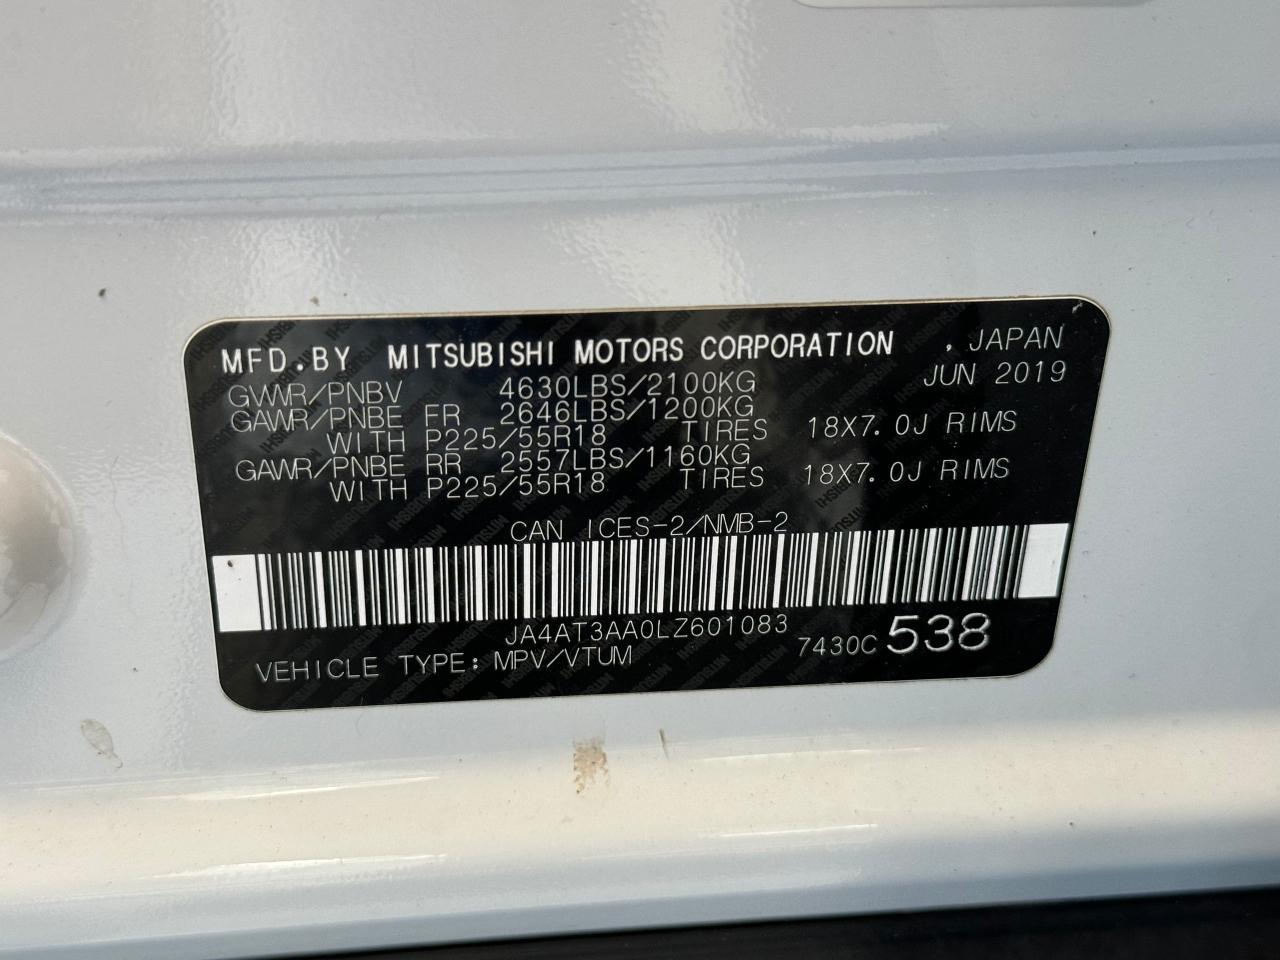 MFD.BY MITSUBISHI MOTORS CORPORATION , JAPAN
GVWR/PNBV 4630LBS/2100KG JUN 2019
GAWR/PNBE FR 2646LBS/1200KG
WITH P225/55R18 TIRES 18X7.0J RIMS
GAWR/PNBE RR 2557LBS/1160KG
WITH P225/55R18 TIRES 18X7.0J RIMS
CAN ICES-2/NMB-2
JA4AT3AA0LZ601083
7430C 538
VEHICLE TYPE: MPV/VTUM